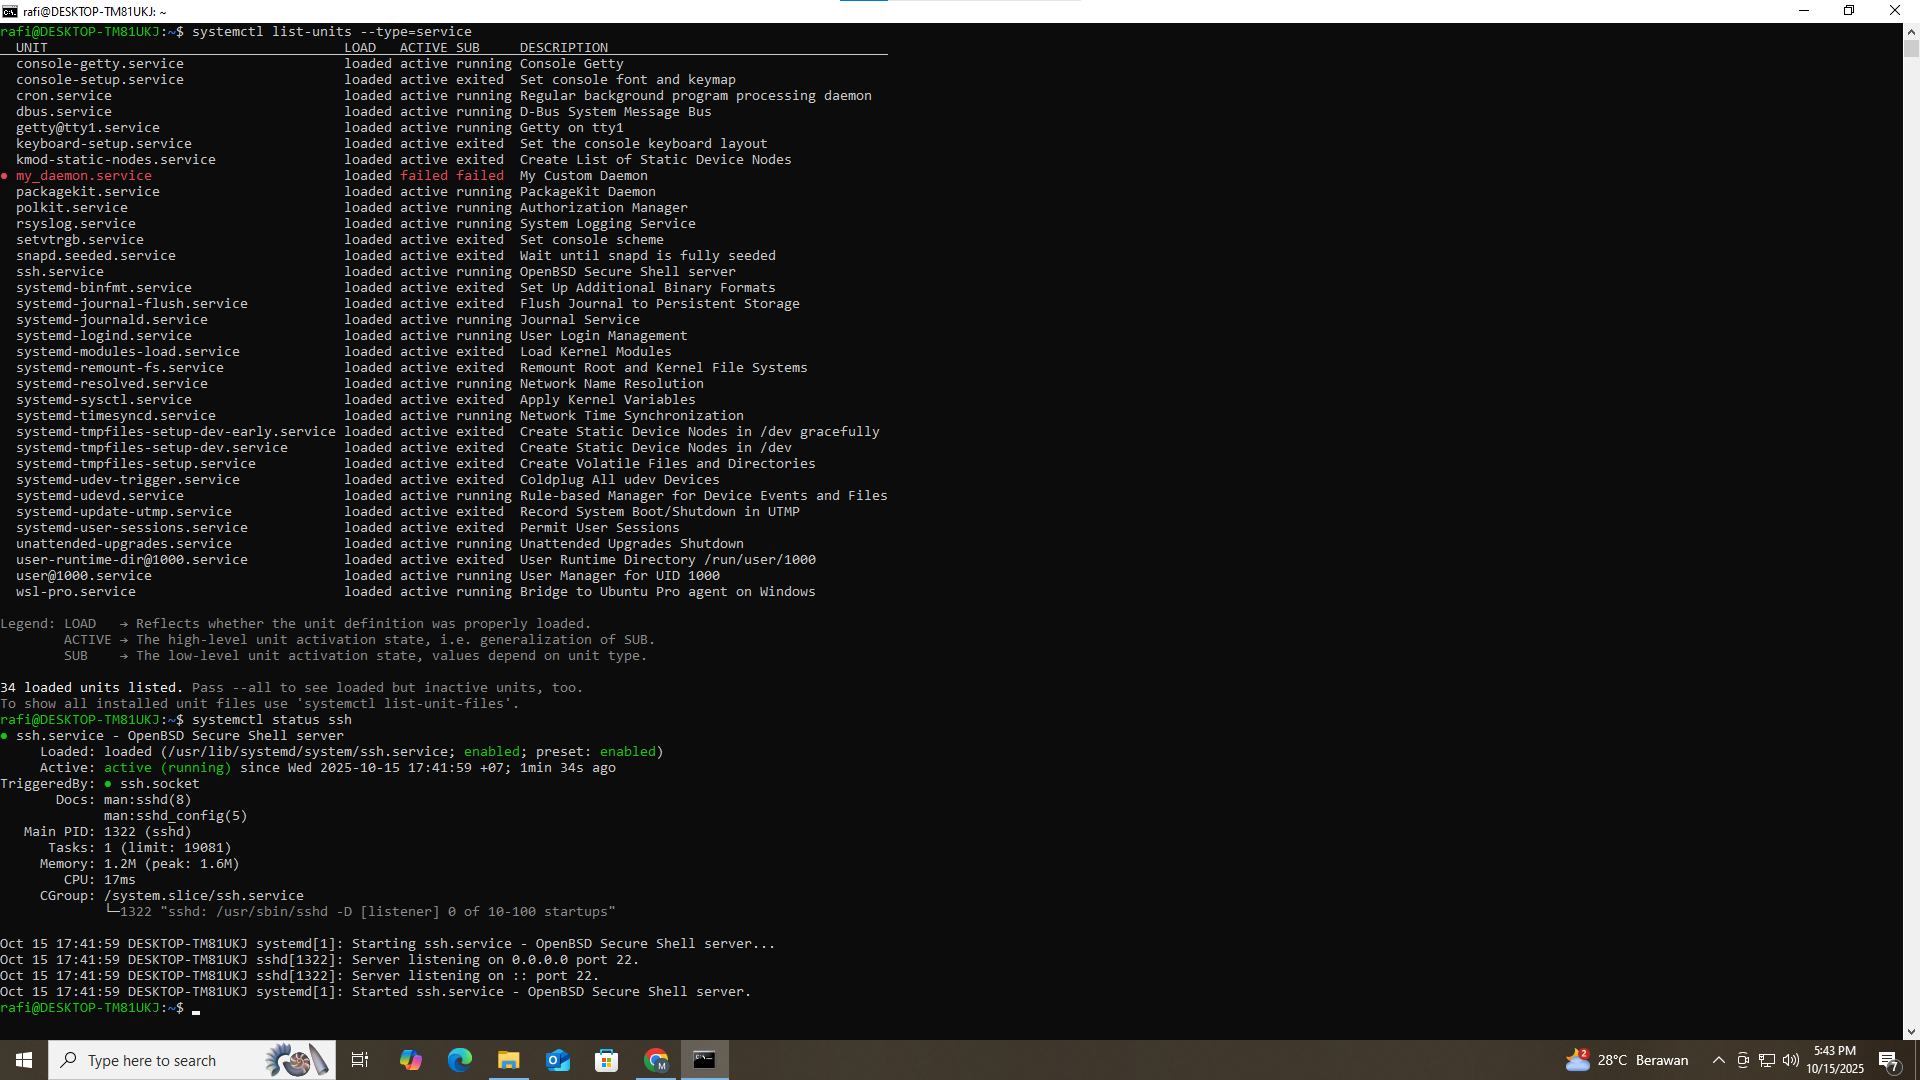 rafi@DESKTOP-TM81UKJ: ~
rafi@DESKTOP-TM81UKJ:~$ systemctl list-units --type=service
UNIT LOAD ACTIVE SUB DESCRIPTION
console-getty.service loaded active running Console Getty
console-setup.service loaded active exited Set console font and keymap
cron.service loaded active running Regular background program processing daemon
dbus.service loaded active running D-Bus System Message Bus
getty@tty1.service loaded active running Getty on tty1
keyboard-setup.service loaded active exited Set the console keyboard layout
kmod-static-nodes.service loaded active exited Create List of Static Device Nodes
● my_daemon.service loaded failed failed My Custom Daemon
packagekit.service loaded active running PackageKit Daemon
polkit.service loaded active running Authorization Manager
rsyslog.service loaded active running System Logging Service
setvtrgb.service loaded active exited Set console scheme
snapd.seeded.service loaded active exited Wait until snapd is fully seeded
ssh.service loaded active running OpenBSD Secure Shell server
systemd-binfmt.service loaded active exited Set Up Additional Binary Formats
systemd-journal-flush.service loaded active exited Flush Journal to Persistent Storage
systemd-journald.service loaded active running Journal Service
systemd-logind.service loaded active running User Login Management
systemd-modules-load.service loaded active exited Load Kernel Modules
systemd-remount-fs.service loaded active exited Remount Root and Kernel File Systems
systemd-resolved.service loaded active running Network Name Resolution
systemd-sysctl.service loaded active exited Apply Kernel Variables
systemd-timesyncd.service loaded active running Network Time Synchronization
systemd-tmpfiles-setup-dev-early.service loaded active exited Create Static Device Nodes in /dev gracefully
systemd-tmpfiles-setup-dev.service loaded active exited Create Static Device Nodes in /dev
systemd-tmpfiles-setup.service loaded active exited Create Volatile Files and Directories
systemd-udev-trigger.service loaded active exited Coldplug All udev Devices
systemd-udevd.service loaded active running Rule-based Manager for Device Events and Files
systemd-update-utmp.service loaded active exited Record System Boot/Shutdown in UTMP
systemd-user-sessions.service loaded active exited Permit User Sessions
unattended-upgrades.service loaded active running Unattended Upgrades Shutdown
user-runtime-dir@1000.service loaded active exited User Runtime Directory /run/user/1000
user@1000.service loaded active running User Manager for UID 1000
wsl-pro.service loaded active running Bridge to Ubuntu Pro agent on Windows
Legend: LOAD → Reflects whether the unit definition was properly loaded.
ACTIVE → The high-level unit activation state, i.e. generalization of SUB.
SUB → The low-level unit activation state, values depend on unit type.
34 loaded units listed. Pass --all to see loaded but inactive units, too.
To show all installed unit files use 'systemctl list-unit-files'.
rafi@DESKTOP-TM81UKJ:~$ systemctl status ssh
● ssh.service - OpenBSD Secure Shell server
Loaded: loaded (/usr/lib/systemd/system/ssh.service; enabled; preset: enabled)
Active: active (running) since Wed 2025-10-15 17:41:59 +07; 1min 34s ago
TriggeredBy: ● ssh.socket
Docs: man:sshd(8)
man:sshd_config(5)
Main PID: 1322 (sshd)
Tasks: 1 (limit: 19081)
Memory: 1.2M (peak: 1.6M)
CPU: 17ms
CGroup: /system.slice/ssh.service
└─1322 "sshd: /usr/sbin/sshd -D [listener] 0 of 10-100 startups"
Oct 15 17:41:59 DESKTOP-TM81UKJ systemd[1]: Starting ssh.service - OpenBSD Secure Shell server...
Oct 15 17:41:59 DESKTOP-TM81UKJ sshd[1322]: Server listening on 0.0.0.0 port 22.
Oct 15 17:41:59 DESKTOP-TM81UKJ sshd[1322]: Server listening on :: port 22.
Oct 15 17:41:59 DESKTOP-TM81UKJ systemd[1]: Started ssh.service - OpenBSD Secure Shell server.
rafi@DESKTOP-TM81UKJ:~$
Type here to search
2
28°C Berawan
5:43 PM
10/15/2025
7